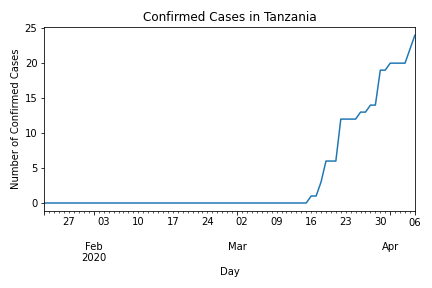 Confirmed Cases in Tanzania
Number of Confirmed Cases
25
20
15
10
5
0
27 03 10 17 24 02 09 16 23 30 06
Feb Mar Apr
2020
Day